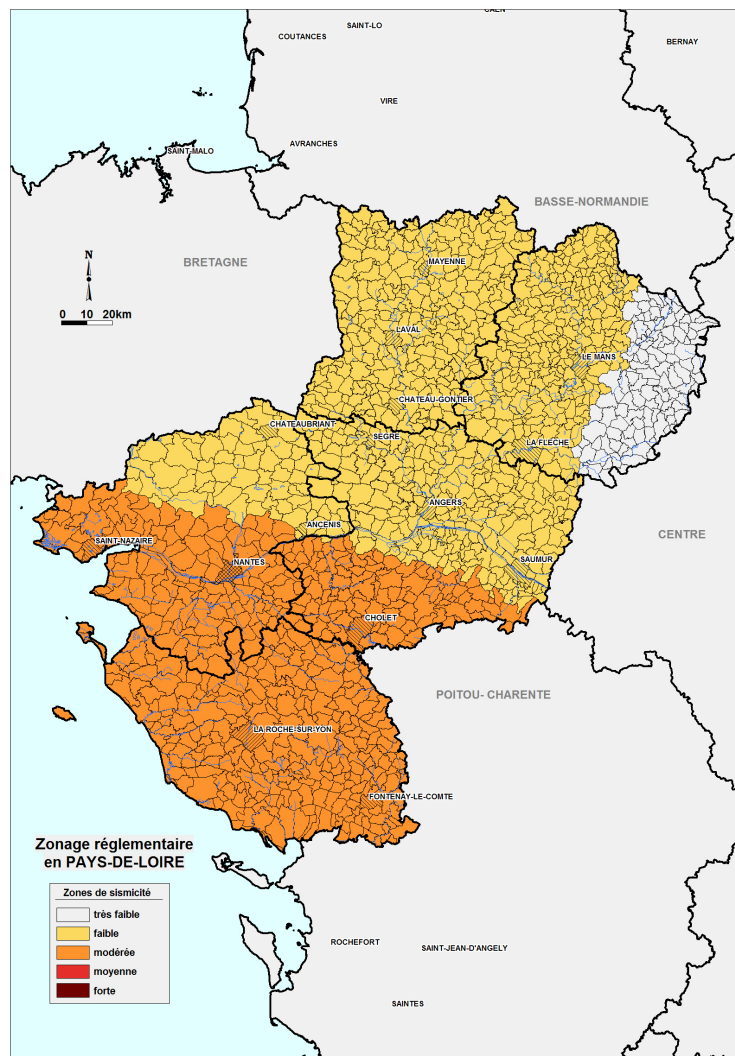 CAEN
SAINT-LO
COUTANCES
BERNAY
VIRE
AVRANCHES
SAINT-MALO
BASSE-NORMANDIE
BRETAGNE
MAYENNE
N
0 10 20km
LAVAL
LE MANS
CHATEAU-GONTIER
CHATEAUBRIANT
SEGRE
LA FLECHE
ANGERS
ANCENIS
CENTRE
SAINT-NAZAIRE
SAUMUR
NANTES
CHOLET
POITOU- CHARENTE
LA ROCHE-SUR-YON
FONTENAY-LE-COMTE
Zonage réglementaire
en PAYS-DE-LOIRE
Zones de sismicité
très faible
faible
modérée
moyenne
forte
ROCHEFORT
SAINT-JEAN-D'ANGELY
SAINTES